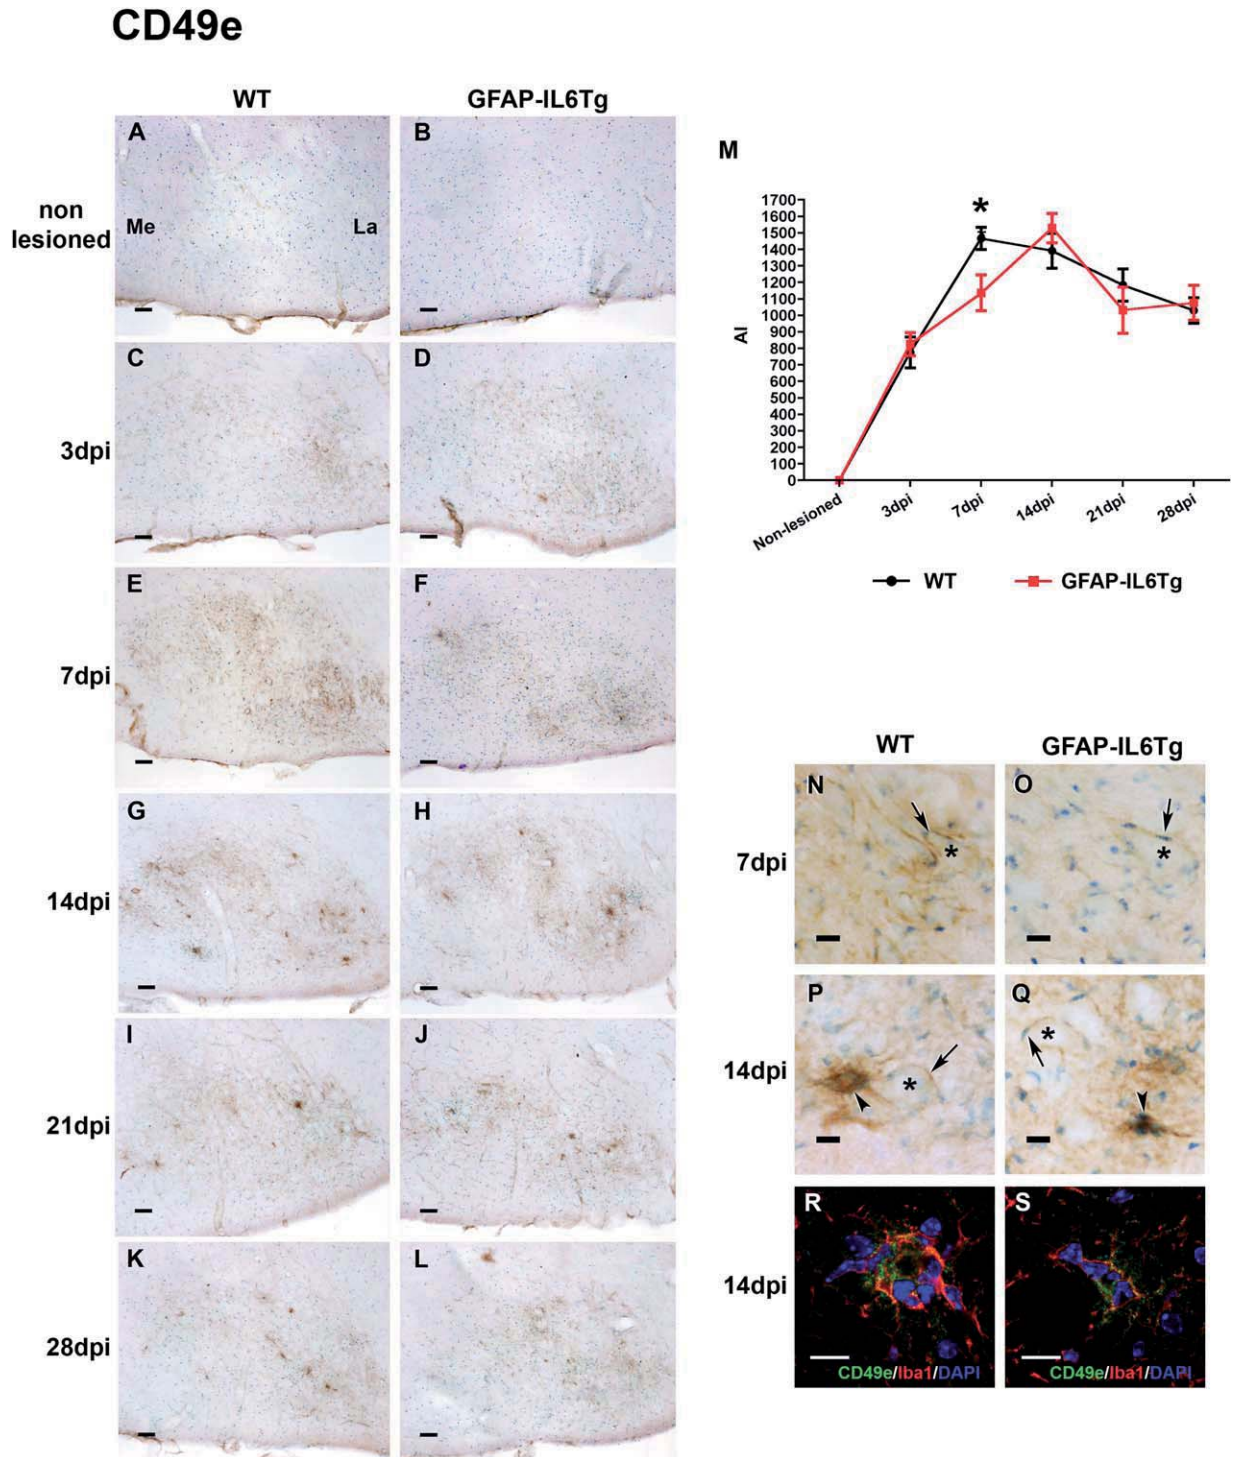 CD49e
WT GFAP-IL6Tg
A B
non
lesioned
Me La
C D
3dpi
E F
7dpi
G H
14dpi
I J
21dpi
K L
28dpi
M
*
1700
1600
1500
1400
1300
1200
1100
1000
900
800
700
600
500
400
300
200
100
0
AI
Non-lesioned 3dpi 7dpi 14dpi 21dpi 28dpi
WT GFAP-IL6Tg
WT GFAP-IL6Tg
N O
7dpi
* *
P Q
14dpi
* *
R S
14dpi
CD49e/Iba1/DAPI CD49e/Iba1/DAPI